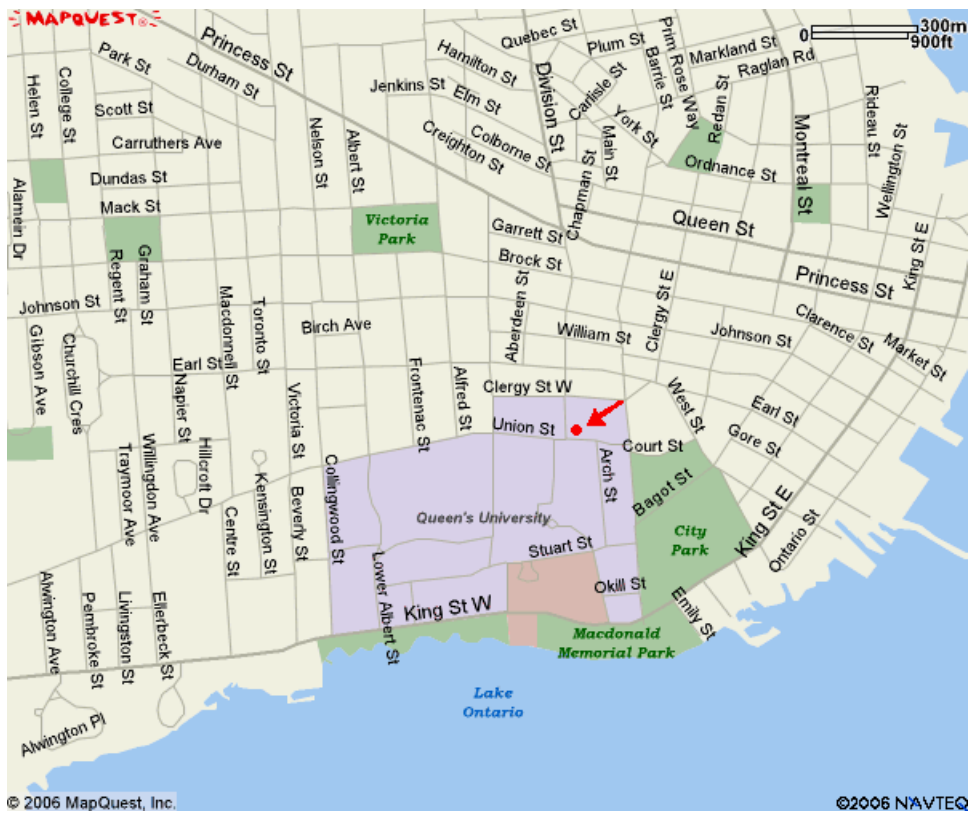 MAPQUEST®
300m
0
900ft
Quebec St
Plum St
Prim Rose Way
Barrie St
Markland St
Raglan Rd
Princess St
Hamilton St
Division St
Carlisle St
Park St
Durham St
Helen St
College St
Jenkins St
Elm St
York St
Redan St
Rideau St
Scott St
Nelson St
Albert St
Creighton St
Colborne St
Main St
Montreal St
Wellington St
Carruthers Ave
Ordnance St
Dundas St
Chapman St
Alamein Dr
Mack St
Victoria
Park
Garrett St
Queen St
King St E
Brock St
Regent St
Graham St
Princess St
Johnson St
Macdonnell St
Toronto St
Aberdeen St
Clergy St E
Birch Ave
William St
Johnson St
Clarence St
Market St
Gibson Ave
Churchill Cres
Earl St
Napier St
Frontenac St
Alfred St
Clergy St W
West St
Earl St
Victoria St
Union St
Court St
Gore St
Traymoor Ave
Willingdon Ave
Hillcroft Dr
Kensington St
Collingwood St
Arch St
Bagot St
Beverly St
Queen's University
City
Park
King St E
Ontario St
Centre St
Stuart St
Lower Albert St
Okill St
King St W
Emily St
Alwington Ave
Pembroke St
Livingston St
Ellerbeck St
Macdonald
Memorial Park
Lake
Ontario
Alwington Pl
© 2006 MapQuest, Inc.
©2006 NAVTEQ